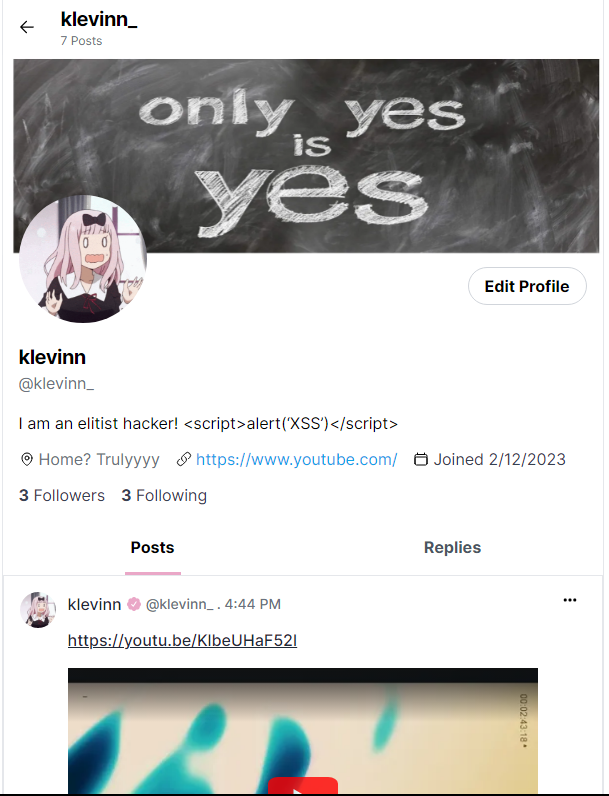 klevinn_
7 Posts
only yes
is
yes
Edit Profile
klevinn
@klevinn_
I am an elitist hacker! <script>alert(‘XSS’)</script>
Home? Trulyyyy https://www.youtube.com/ Joined 2/12/2023
3 Followers 3 Following
Posts Replies
klevinn @klevinn_ . 4:44 PM
https://youtu.be/KlbeUHaF52I
00:02:43:18